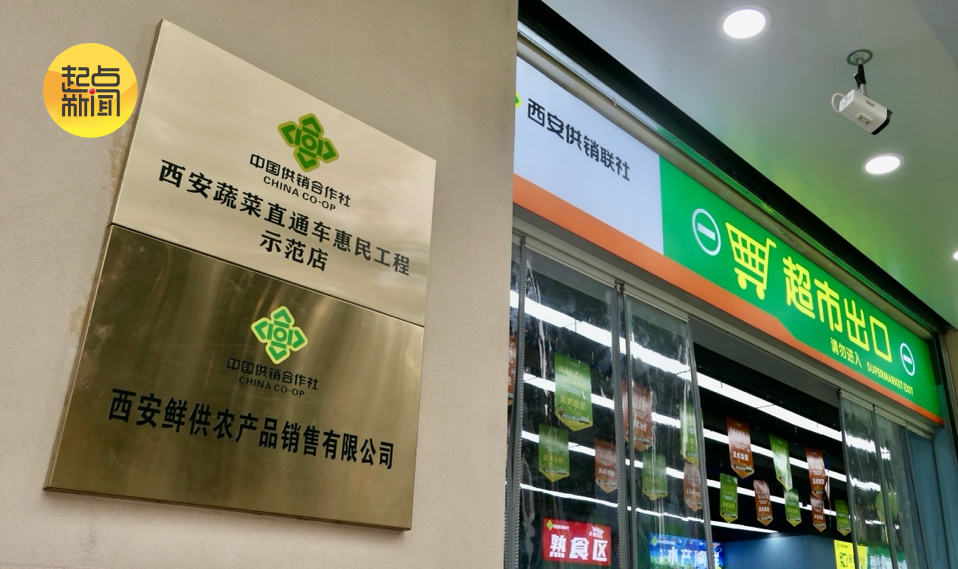 起点
新闻
中国供销合作社
CHINA CO-OP
西安蔬菜直通车惠民工程
示范店
中国供销合作社
CHINA CO-OP
西安鲜供农产品销售有限公司
西安供销联社
超市出口
请勿进入 SUPERMARKET EXIT
熟食区